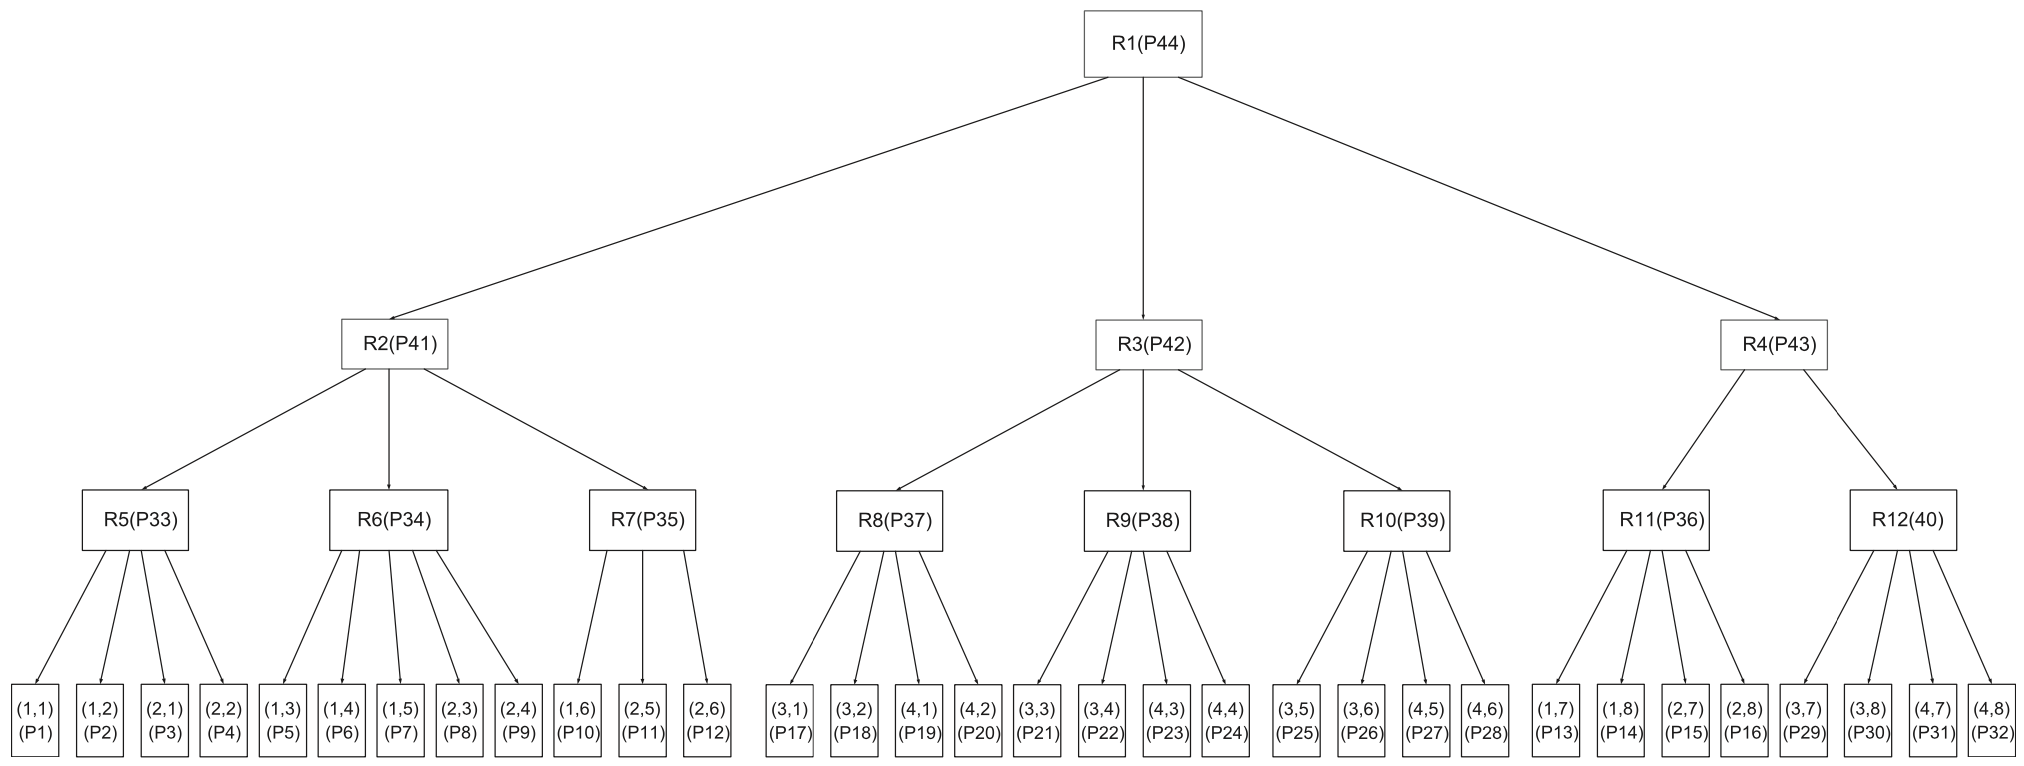 R1(P44)
R2(P41)
R3(P42)
R4(P43)
R5(P33)
R6(P34)
R7(P35)
R8(P37)
R9(P38)
R10(P39)
R11(P36)
R12(40)
(1,1)
(P1)
(1,2)
(P2)
(2,1)
(P3)
(2,2)
(P4)
(1,3)
(P5)
(1,4)
(P6)
(1,5)
(P7)
(2,3)
(P8)
(2,4)
(P9)
(1,6)
(P10)
(2,5)
(P11)
(2,6)
(P12)
(3,1)
(P17)
(3,2)
(P18)
(4,1)
(P19)
(4,2)
(P20)
(3,3)
(P21)
(3,4)
(P22)
(4,3)
(P23)
(4,4)
(P24)
(3,5)
(P25)
(3,6)
(P26)
(4,5)
(P27)
(4,6)
(P28)
(1,7)
(P13)
(1,8)
(P14)
(2,7)
(P15)
(2,8)
(P16)
(3,7)
(P29)
(3,8)
(P30)
(4,7)
(P31)
(4,8)
(P32)